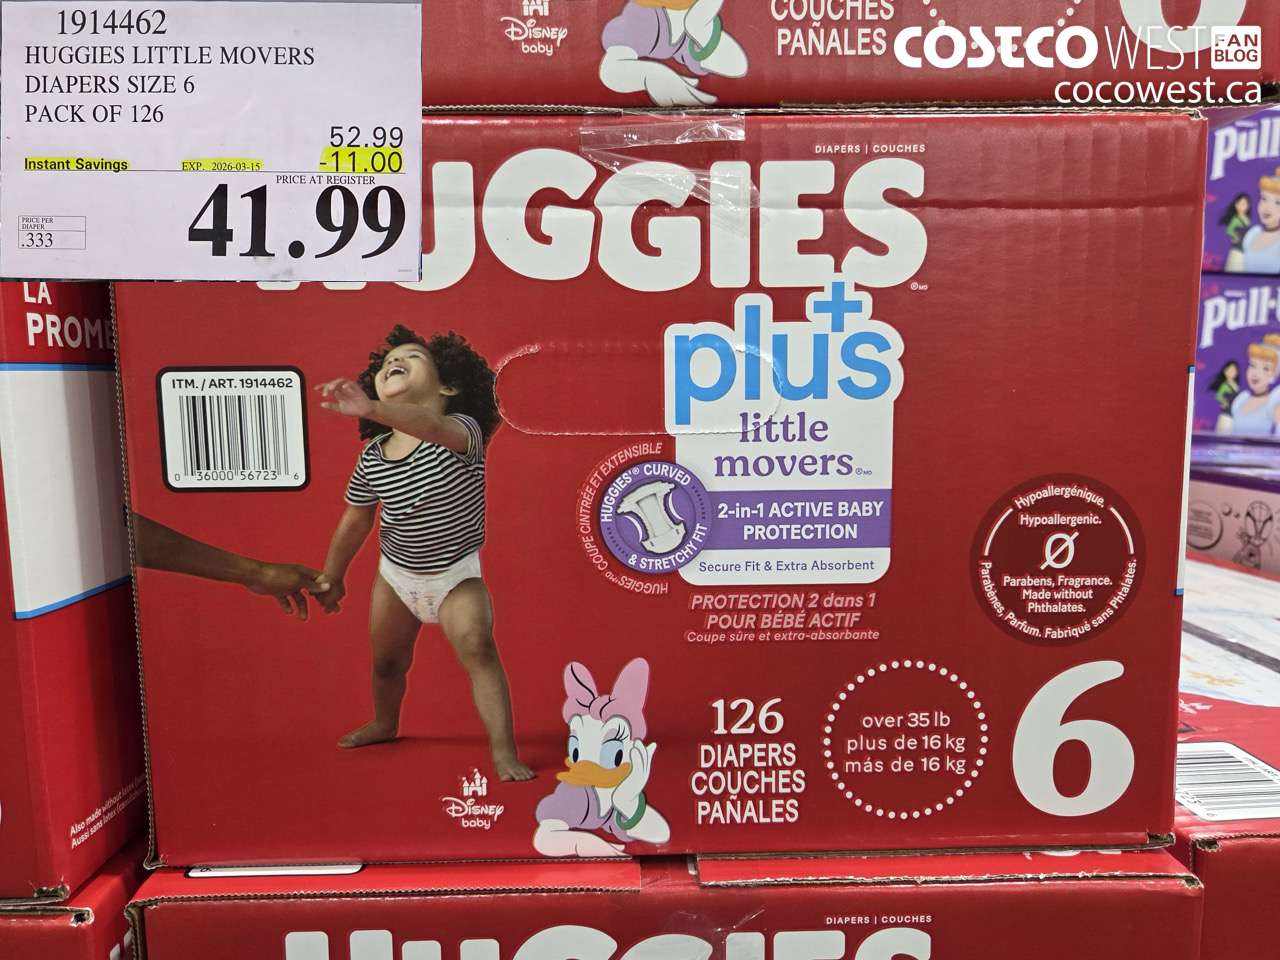 1914462
HUGGIES LITTLE MOVERS
DIAPERS SIZE 6
PACK OF 126
52.99
Instant Savings EXP. 2026-03-15 -11.00
PRICE AT REGISTER
41.99
PRICE PER
DIAPER
.333
Disney
baby
COUCHES
PAÑALES
COSTCO WEST FAN BLOG
cocowest.ca
DIAPERS | COUCHES
HUGGIES
MD
plus+
little
movers
MD
2-in-1 ACTIVE BABY
PROTECTION
Secure Fit & Extra Absorbent
HUGGIES® CURVED
& STRETCHY FIT
HUGGIES MD COUPE CINTRÉE ET EXTENSIBLE
PROTECTION 2 dans 1
POUR BÉBÉ ACTIF
Coupe sûre et extra-absorbante
ITM. / ART. 1914462
0 36000 56723 6
Hypoallergénique.
Hypoallergenic.
Parabens, Fragrance.
Made without
Phthalates.
Parabènes, Parfum. Fabriqué sans Phtalates.
Disney
baby
126
DIAPERS
COUCHES
PAÑALES
over 35 lb
plus de 16 kg
más de 16 kg
6
LA
Pull
Pull-
DIAPERS | COUCHES
HUGGIES